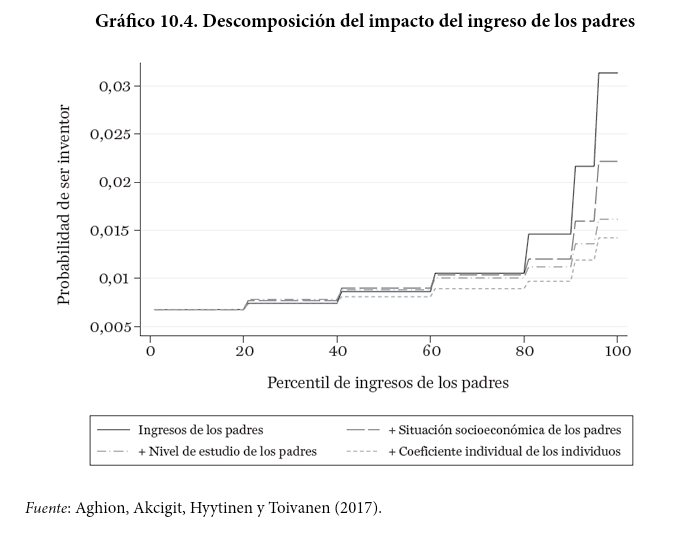 Gráfico 10.4. Descomposición del impacto del ingreso de los padres
Probabilidad de ser inventor
0,03
0,025
0,02
0,015
0,01
0,005
0 20 40 60 80 100
Percentil de ingresos de los padres
Ingresos de los padres + Situación socioeconómica de los padres
+ Nivel de estudio de los padres + Coeficiente individual de los individuos
Fuente: Aghion, Akcigit, Hyytinen y Toivanen (2017).